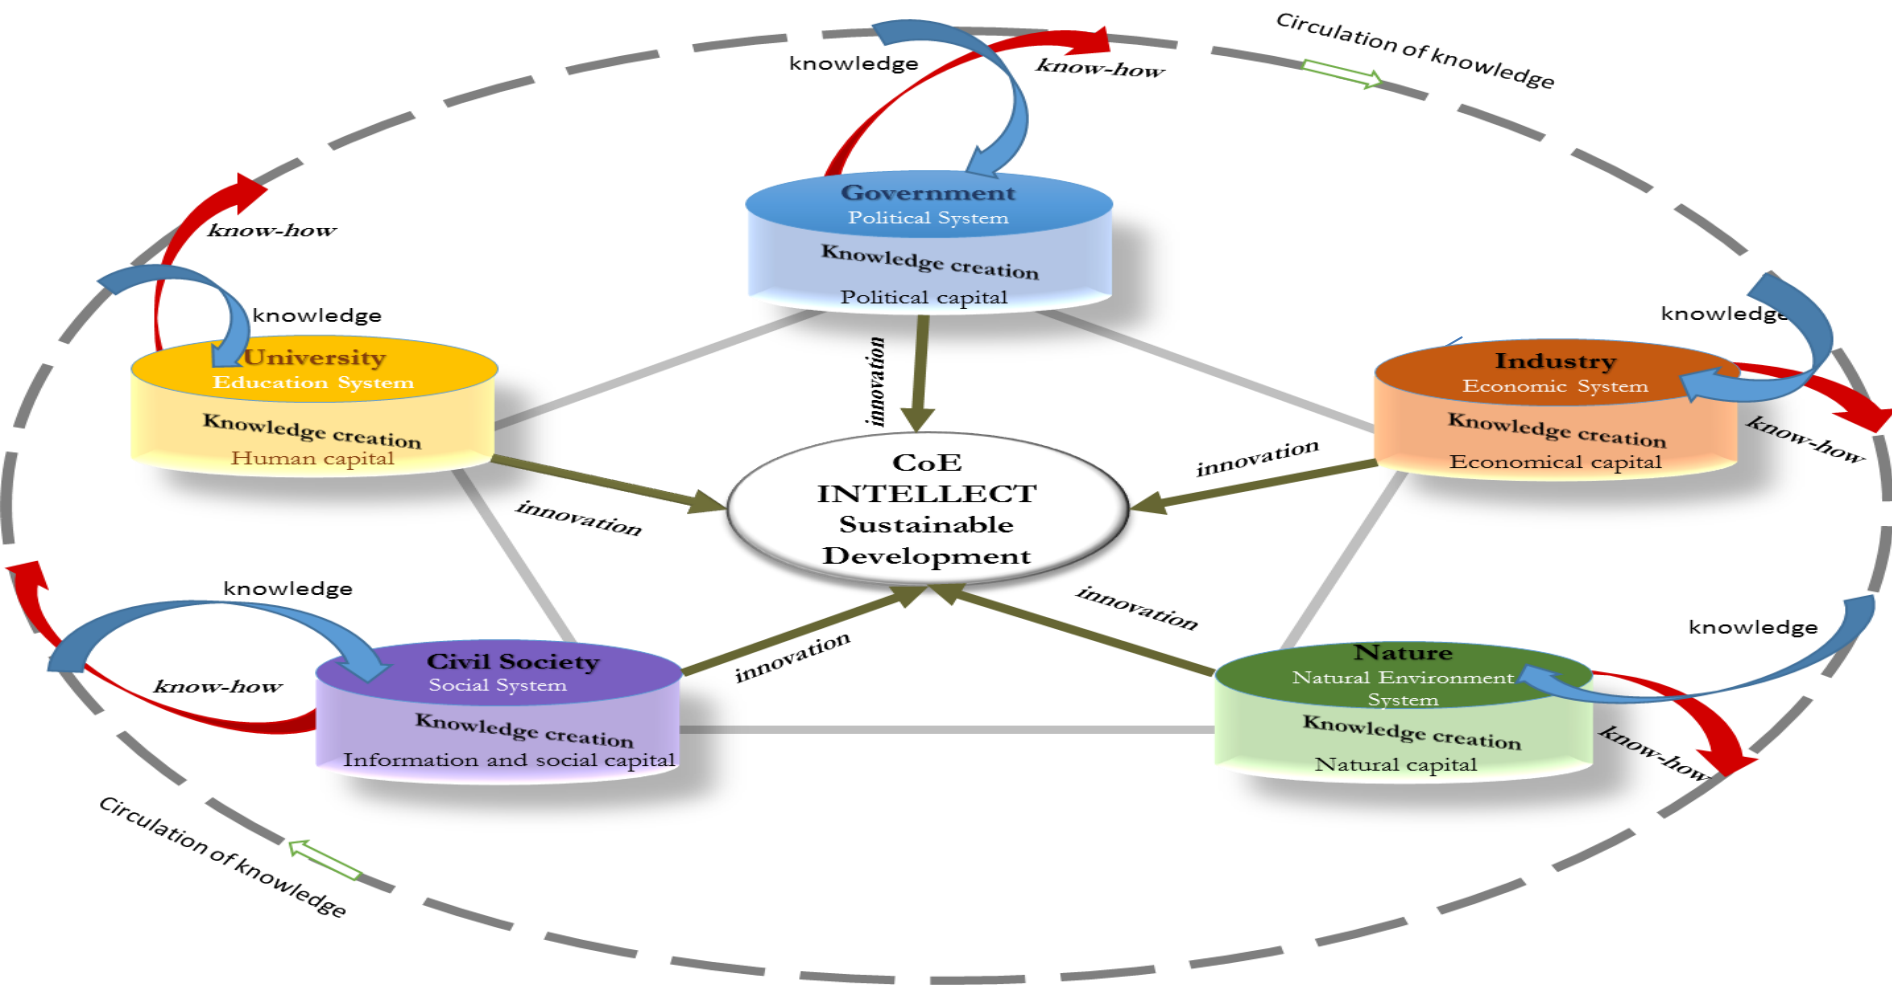 Circulation of knowledge
knowledge
know-how
Government
Political System
Knowledge creation
Political capital
know-how
knowledge
University
Education System
Knowledge creation
Human capital
knowledge
Industry
Economic System
Knowledge creation
Economical capital
know-how
innovation
innovation
innovation
CoE
INTELLECT
Sustainable
Development
innovation
innovation
knowledge
know-how
Civil Society
Social System
Knowledge creation
Information and social capital
knowledge
Nature
Natural Environment
System
Knowledge creation
Natural capital
know-how
Circulation of knowledge